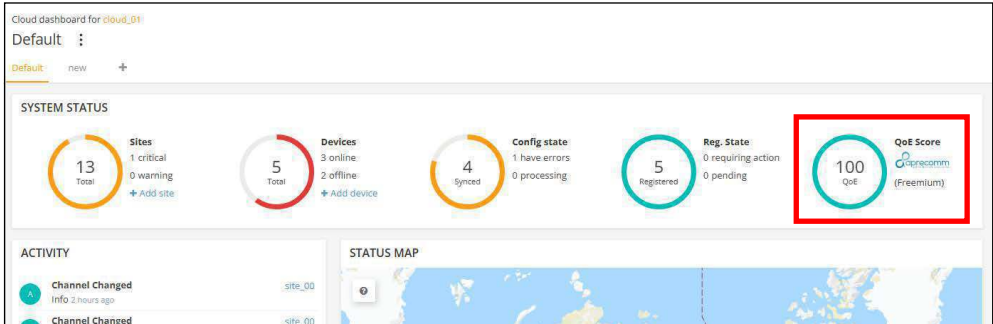 Cloud dashboard for cloud_01
Default
Default new +
SYSTEM STATUS
13
Total
Sites
1 critical
0 warning
+ Add site
5
Total
Devices
3 online
2 offline
+ Add device
4
Synced
Config state
1 have errors
0 processing
5
Registered
Reg. State
0 requiring action
0 pending
100
QoE
QoE Score
aprecomm
(Freemium)
ACTIVITY
A
Channel Changed
Info 2 hours ago
site_00
Channel Changed
site_00
STATUS MAP
?